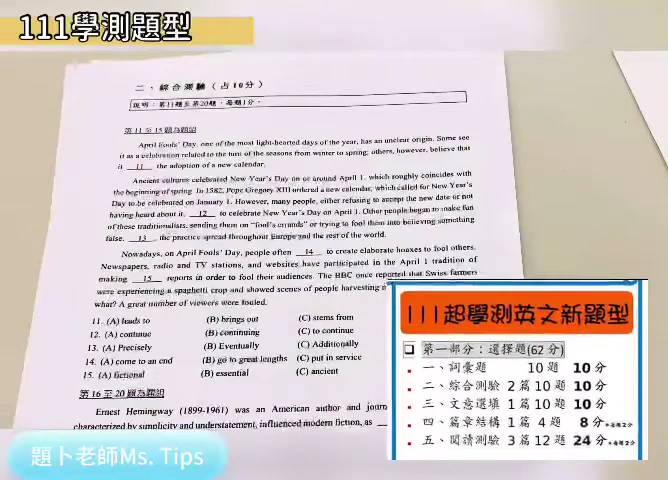 111學測題型
二、綜合測驗（占10分）
說明：第11題至第20題，每題1分。
第 11 至 15 題為題組
April Fools' Day, one of the most light-hearted days of the year, has an unclear origin. Some see
it as a celebration related to the turn of the seasons from winter to spring; others, however, believe that
it 11 the adoption of a new calendar.
Ancient cultures celebrated New Year's Day on or around April 1, which roughly coincides with
the beginning of spring. In 1582, Pope Gregory XIII ordered a new calendar, which called for New Year's
Day to be celebrated on January 1. However, many people, either refusing to accept the new date or not
having heard about it, 12 to celebrate New Year's Day on April 1. Other people began to make fun
of these traditionalists, sending them on "fool's errands" or trying to fool them into believing something
false. 13 , the practice spread throughout Europe and the rest of the world.
Nowadays, on April Fools' Day, people often 14 to create elaborate hoaxes to fool others.
Newspapers, radio and TV stations, and websites have participated in the April 1 tradition of
making 15 reports in order to fool their audiences. The BBC once reported that Swiss farmers
were experiencing a spaghetti crop and showed scenes of people harvesting
what? A great number of viewers were fooled.
11. (A) leads to (B) brings out (C) stems from
12. (A) continue (B) continuing (C) to continue
13. (A) Precisely (B) Eventually (C) Additionally
14. (A) come to an end (B) go to great lengths (C) put in service
15. (A) fictional (B) essential (C) ancient
第 16 至 20 題為題組
Ernest Hemingway (1899-1961) was an American author and journ
characterized by simplicity and understatement, influenced modern fiction, as
111起學測英文新題型
第一部分：選擇題(62分)
一、詞彙題 10題 10分
二、綜合測驗 2篇10題 10分
三、文意選填 1篇10題 10分
四、篇章結構 1篇 4題 8分 *每題2分
五、閱讀測驗 3篇12題 24分 *每題2分
題卜老師Ms. Tips